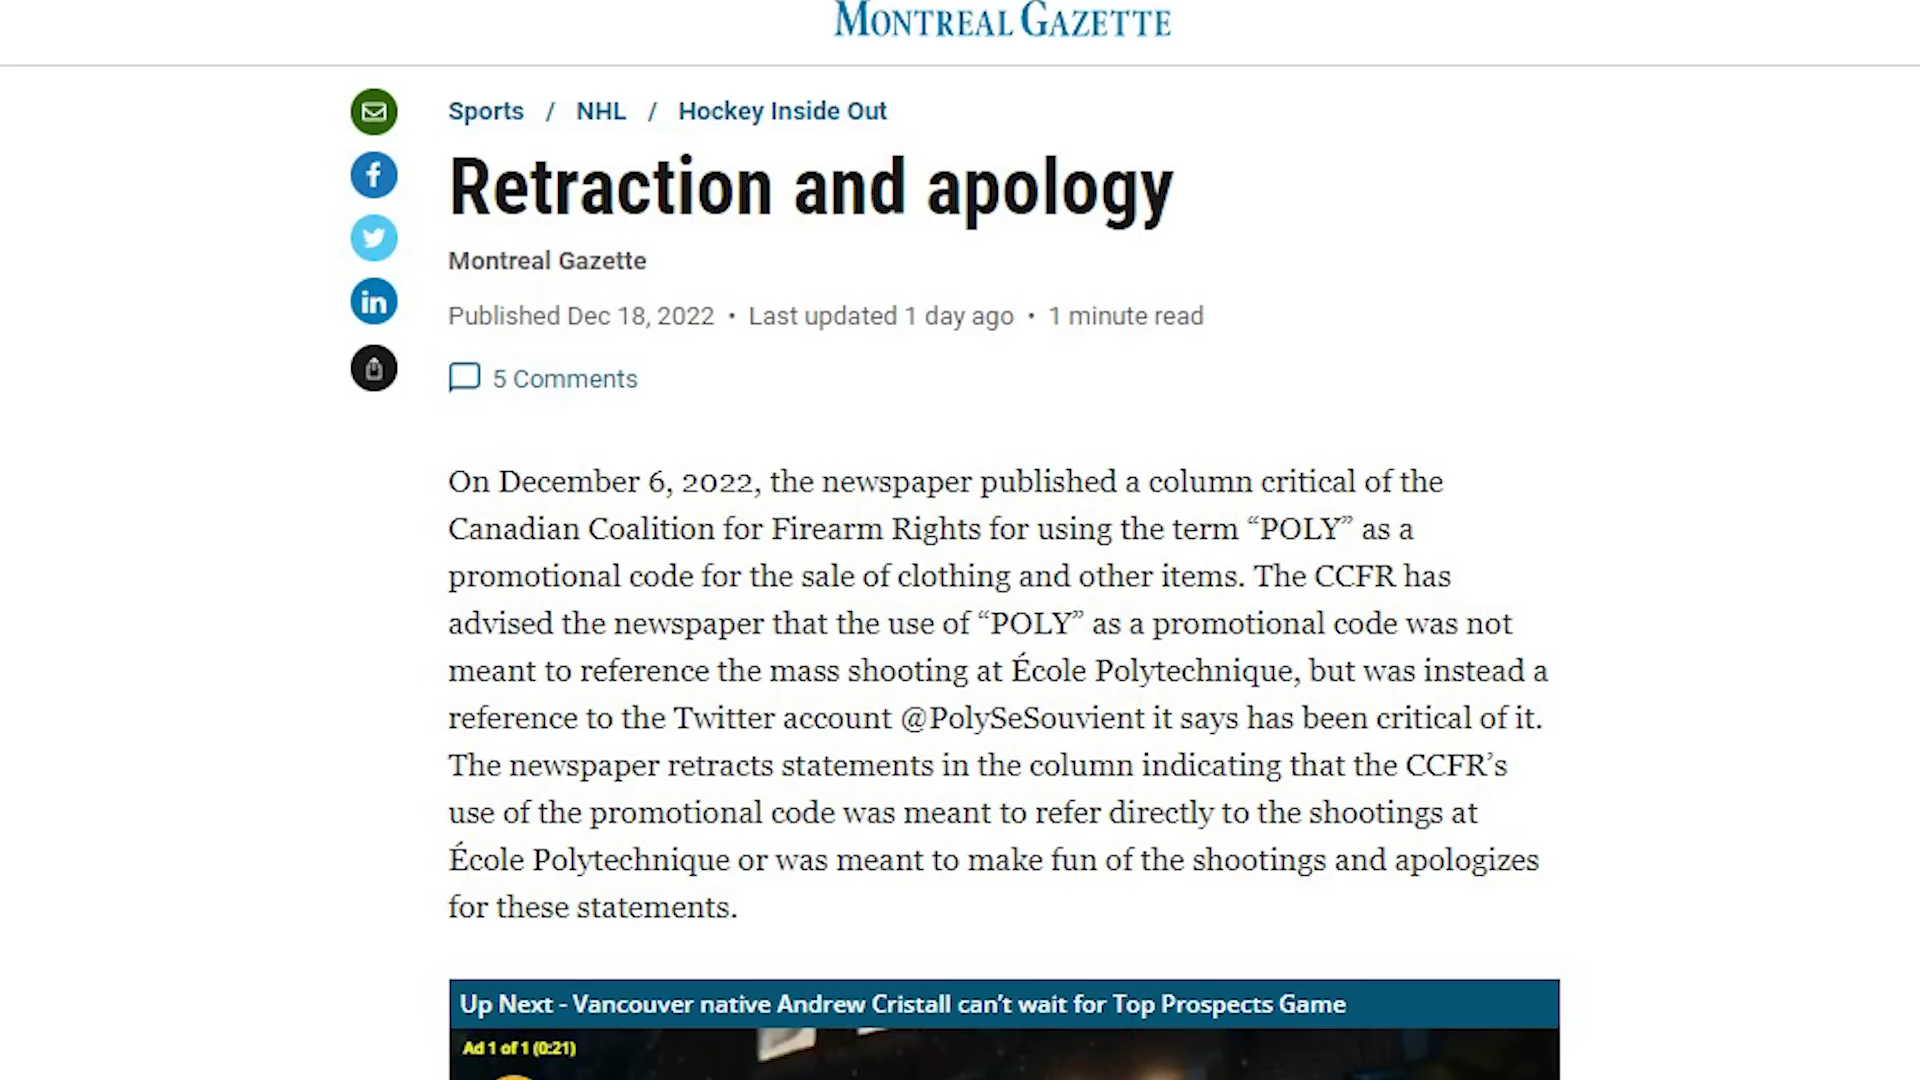 MONTREAL GAZETTE
Sports / NHL / Hockey Inside Out
Retraction and apology
Montreal Gazette
Published Dec 18, 2022 • Last updated 1 day ago • 1 minute read
5 Comments
On December 6, 2022, the newspaper published a column critical of the
Canadian Coalition for Firearm Rights for using the term “POLY” as a
promotional code for the sale of clothing and other items. The CCFR has
advised the newspaper that the use of “POLY” as a promotional code was not
meant to reference the mass shooting at École Polytechnique, but was instead a
reference to the Twitter account @PolySeSouvient it says has been critical of it.
The newspaper retracts statements in the column indicating that the CCFR’s
use of the promotional code was meant to refer directly to the shootings at
École Polytechnique or was meant to make fun of the shootings and apologizes
for these statements.
Up Next - Vancouver native Andrew Cristall can’t wait for Top Prospects Game
Ad 1 of 1 (0:21)